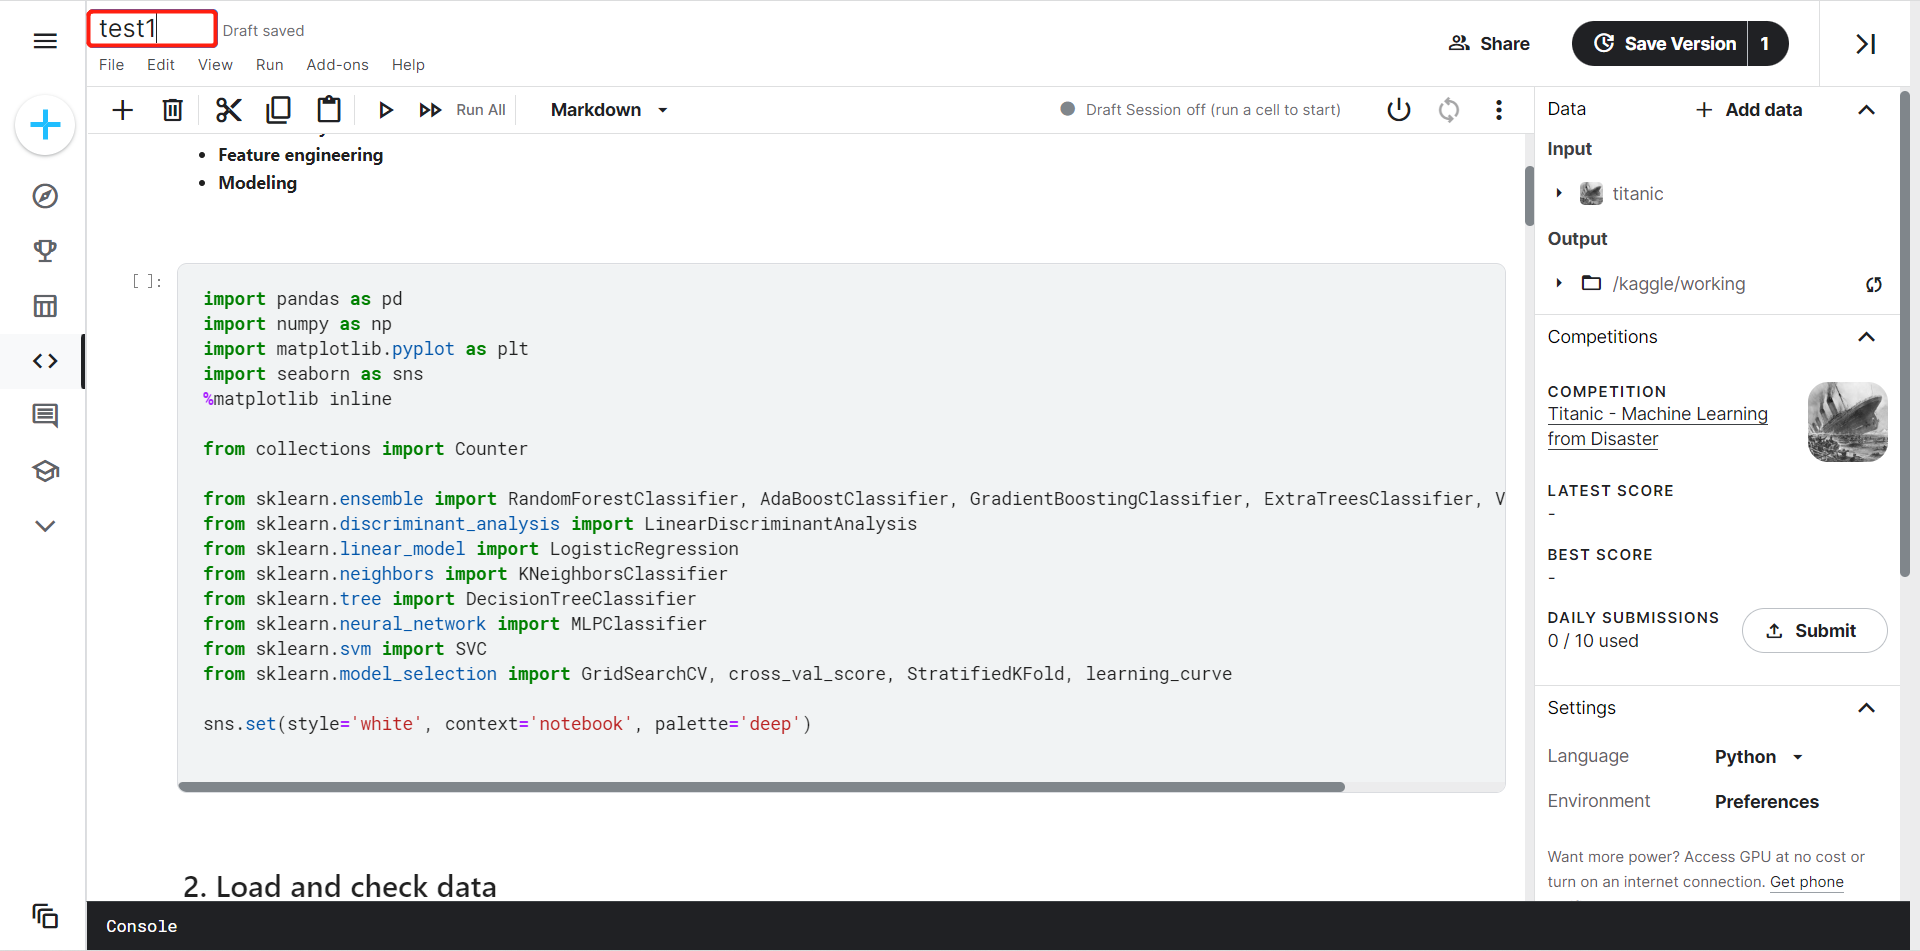 test1 Draft saved
File Edit View Run Add-ons Help
Share
Save Version 1
Run All Markdown
Draft Session off (run a cell to start)
• Feature engineering
• Modeling
[ ]:
import pandas as pd
import numpy as np
import matplotlib.pyplot as plt
import seaborn as sns
%matplotlib inline
from collections import Counter
from sklearn.ensemble import RandomForestClassifier, AdaBoostClassifier, GradientBoostingClassifier, ExtraTreesClassifier, V
from sklearn.discriminant_analysis import LinearDiscriminantAnalysis
from sklearn.linear_model import LogisticRegression
from sklearn.neighbors import KNeighborsClassifier
from sklearn.tree import DecisionTreeClassifier
from sklearn.neural_network import MLPClassifier
from sklearn.svm import SVC
from sklearn.model_selection import GridSearchCV, cross_val_score, StratifiedKFold, learning_curve
sns.set(style='white', context='notebook', palette='deep')
2. Load and check data
Console
Data
+ Add data
Input
titanic
Output
/kaggle/working
Competitions
COMPETITION
Titanic - Machine Learning
from Disaster
LATEST SCORE
-
BEST SCORE
-
DAILY SUBMISSIONS
0 / 10 used
Submit
Settings
Language Python
Environment Preferences
Want more power? Access GPU at no cost or
turn on an internet connection. Get phone